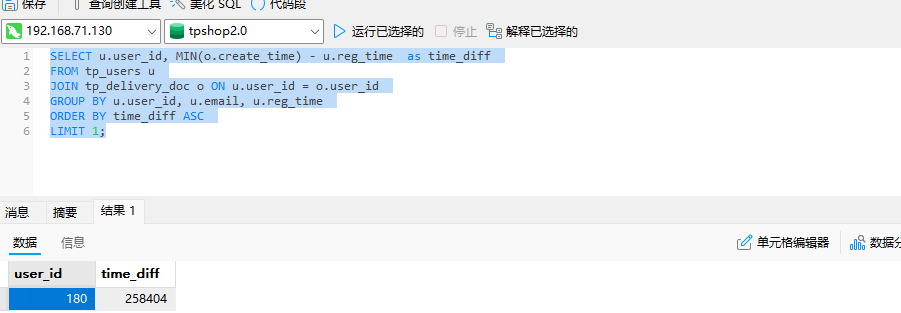 保存 查询创建工具 美化 SQL 代码段
192.168.71.130 tpshop2.0 运行已选择的 停止 解释已选择的
1 SELECT u.user_id, MIN(o.create_time) - u.reg_time  as time_diff
2 FROM tp_users u
3 JOIN tp_delivery_doc o ON u.user_id = o.user_id
4 GROUP BY u.user_id, u.email, u.reg_time
5 ORDER BY time_diff ASC
6 LIMIT 1;
消息 摘要 结果 1
数据 信息 单元格编辑器 数据分
user_id time_diff
180 258404